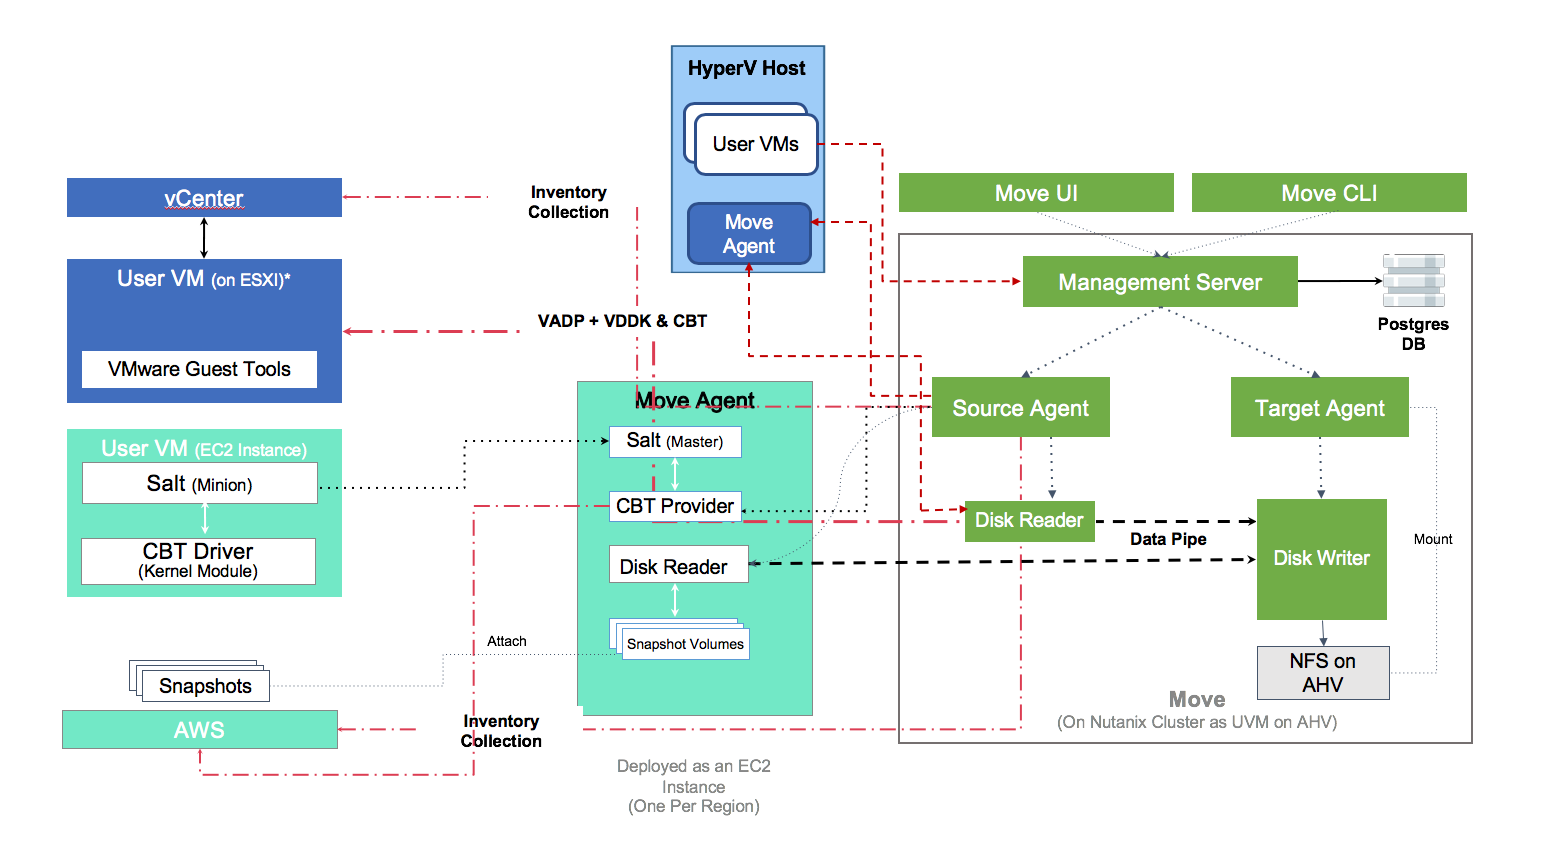 HyperV Host
User VMs
Move
Agent
vCenter
User VM (on ESXI)*
VMware Guest Tools
Inventory
Collection
VADP + VDDK & CBT
User VM (EC2 Instance)
Salt (Minion)
CBT Driver
(Kernel Module)
Snapshots
AWS
Attach
Inventory
Collection
Move Agent
Salt (Master)
CBT Provider
Disk Reader
Snapshot Volumes
Deployed as an EC2
Instance
(One Per Region)
Move UI
Move CLI
Management Server
Postgres
DB
Source Agent
Target Agent
Disk Reader
Data Pipe
Disk Writer
Mount
NFS on
AHV
Move
(On Nutanix Cluster as UVM on AHV)